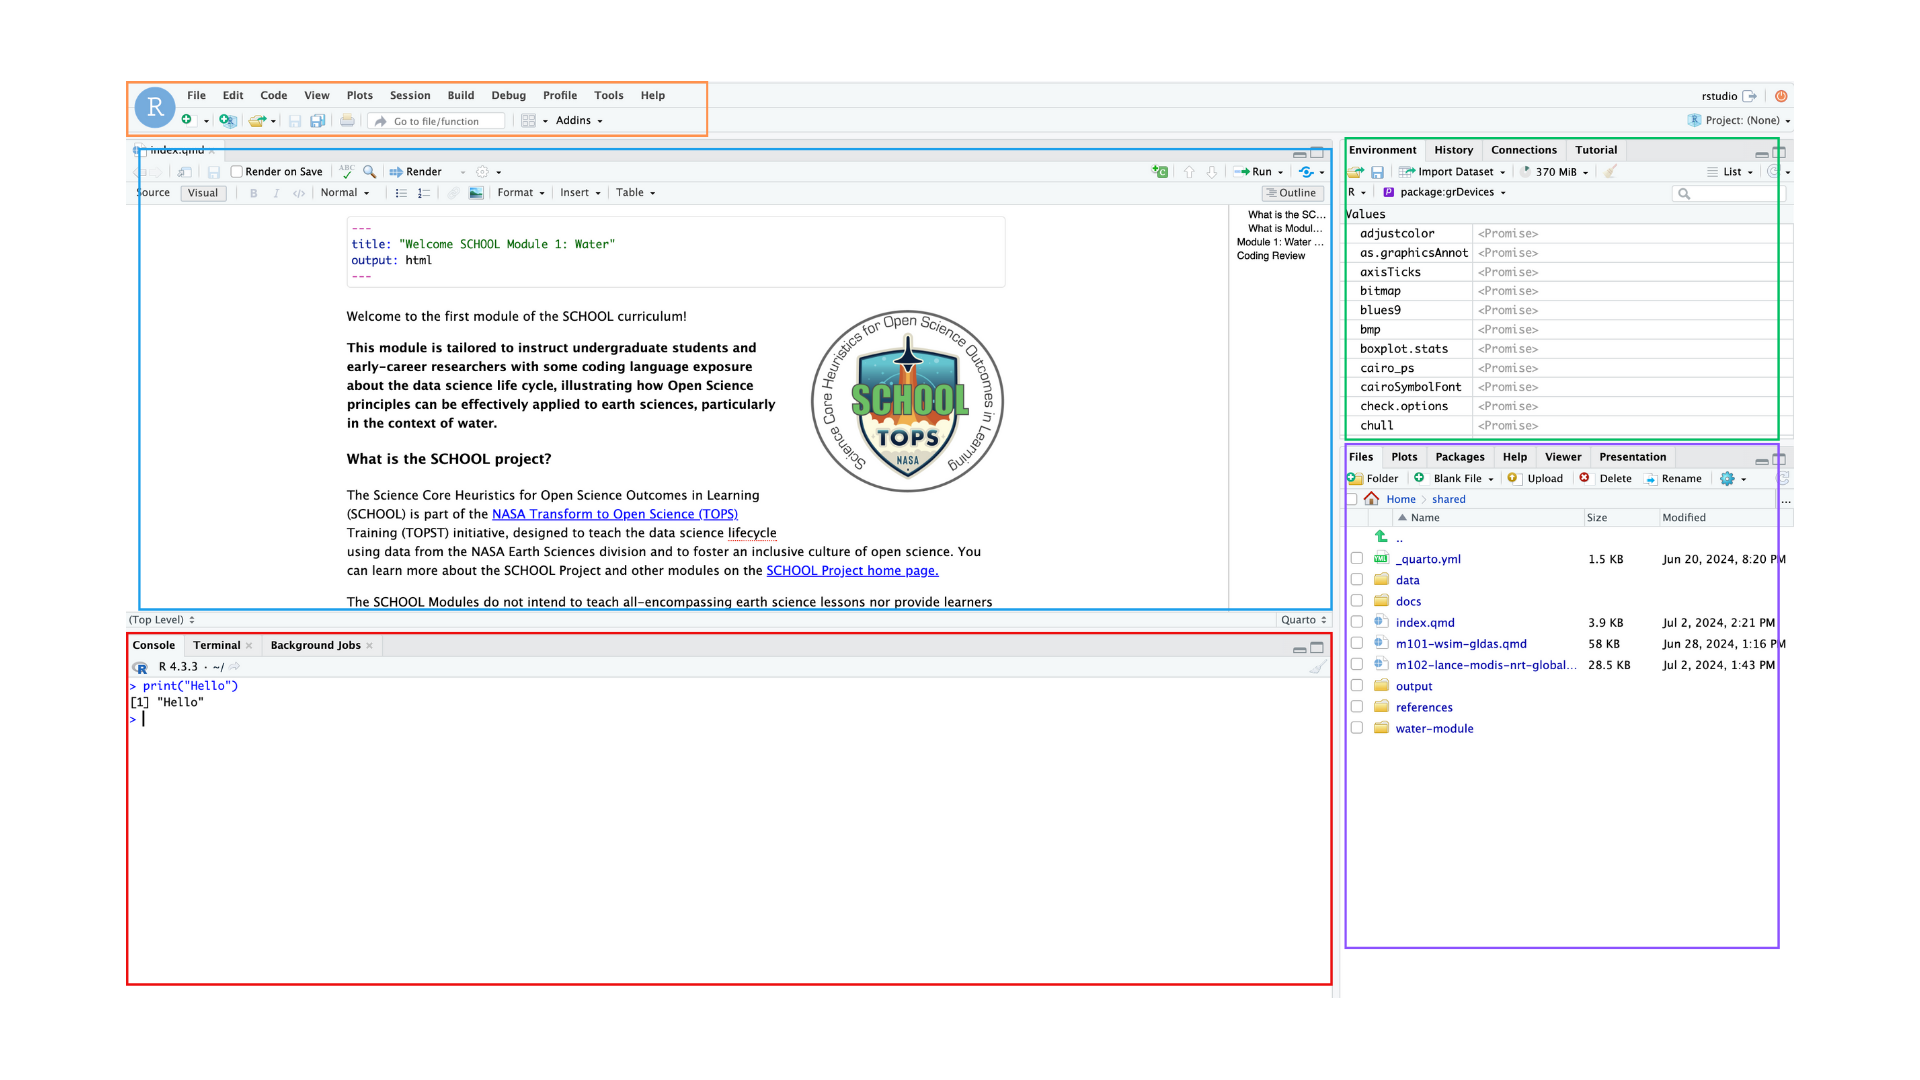 R File Edit Code View Plots Session Build Debug Profile Tools Help
rstudio
Go to file/function Addins
R Project: (None)
index.qmd
Render on Save ABC Render Run
Source Visual B I Normal Format Insert Table Outline
---
title: "Welcome SCHOOL Module 1: Water"
output: html
---
Welcome to the first module of the SCHOOL curriculum!
This module is tailored to instruct undergraduate students and
early-career researchers with some coding language exposure
about the data science life cycle, illustrating how Open Science
principles can be effectively applied to earth sciences, particularly
in the context of water.
Science Core Heuristics for Open Science Outcomes in Learning
SCHOOL
TOPS
NASA
What is the SCHOOL project?
The Science Core Heuristics for Open Science Outcomes in Learning
(SCHOOL) is part of the NASA Transform to Open Science (TOPS)
Training (TOPST) initiative, designed to teach the data science lifecycle
using data from the NASA Earth Sciences division and to foster an inclusive culture of open science. You
can learn more about the SCHOOL Project and other modules on the SCHOOL Project home page.
The SCHOOL Modules do not intend to teach all-encompassing earth science lessons nor provide learners
What is the SC...
What is Modul...
Module 1: Water ...
Coding Review
(Top Level) Quarto
Console Terminal Background Jobs
R R 4.3.3 · ~/
> print("Hello")
[1] "Hello"
>
Environment History Connections Tutorial
Import Dataset 370 MiB List
R package:grDevices
Values
adjustcolor <Promise>
as.graphicsAnnot <Promise>
axisTicks <Promise>
bitmap <Promise>
blues9 <Promise>
bmp <Promise>
boxplot.stats <Promise>
cairo_ps <Promise>
cairoSymbolFont <Promise>
check.options <Promise>
chull <Promise>
Files Plots Packages Help Viewer Presentation
Folder Blank File Upload Delete Rename
Home shared ...
Name Size Modified
..
_quarto.yml 1.5 KB Jun 20, 2024, 8:20 PM
data
docs
index.qmd 3.9 KB Jul 2, 2024, 2:21 PM
m101-wsim-gldas.qmd 58 KB Jun 28, 2024, 1:16 PM
m102-lance-modis-nrt-global... 28.5 KB Jul 2, 2024, 1:43 PM
output
references
water-module